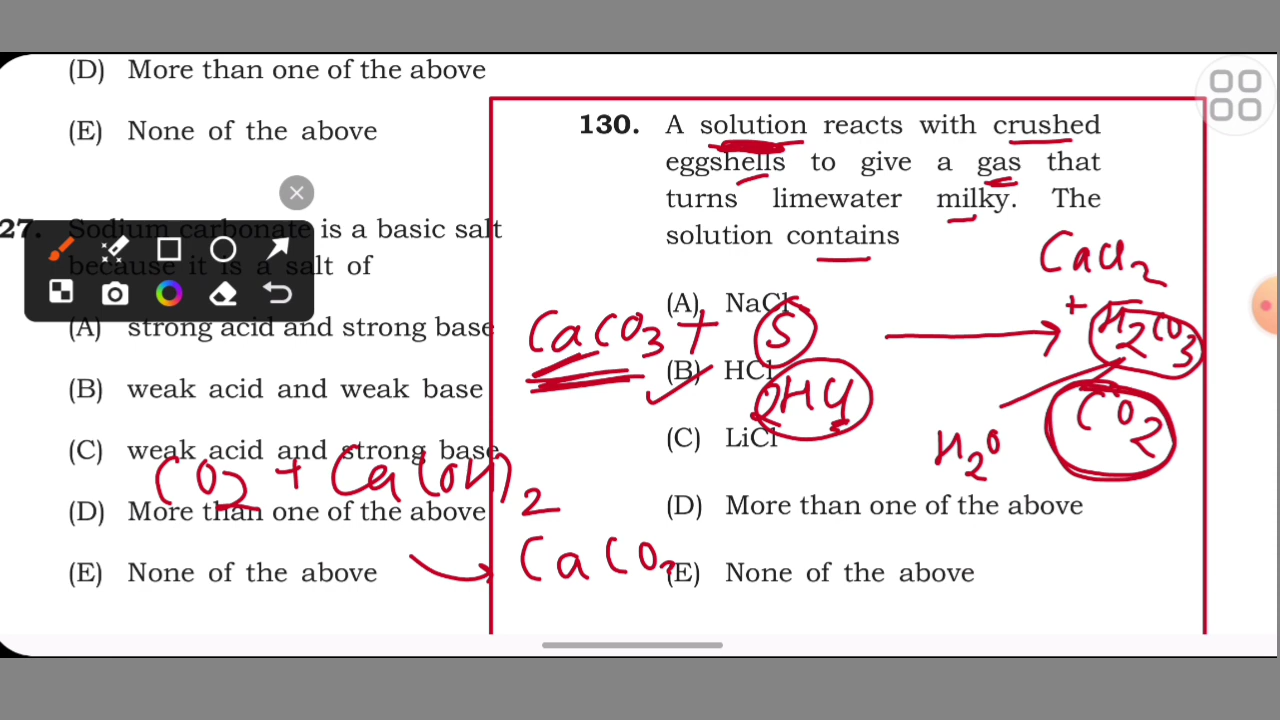 (D) More than one of the above
(E) None of the above
27. Sodium carbonate is a basic salt
because it is a salt of
(A) strong acid and strong base
(B) weak acid and weak base
(C) weak acid and strong base
(D) More than one of the above
(E) None of the above
130. A solution reacts with crushed
eggshells to give a gas that
turns limewater milky. The
solution contains
(A) NaCl
(B) HCl
(C) LiCl
(D) More than one of the above
(E) None of the above
CaCO3 + S
CaCl2
+ H2CO3
2HCl
H2O CO2
CO2 + Ca(OH)2
CaCO3